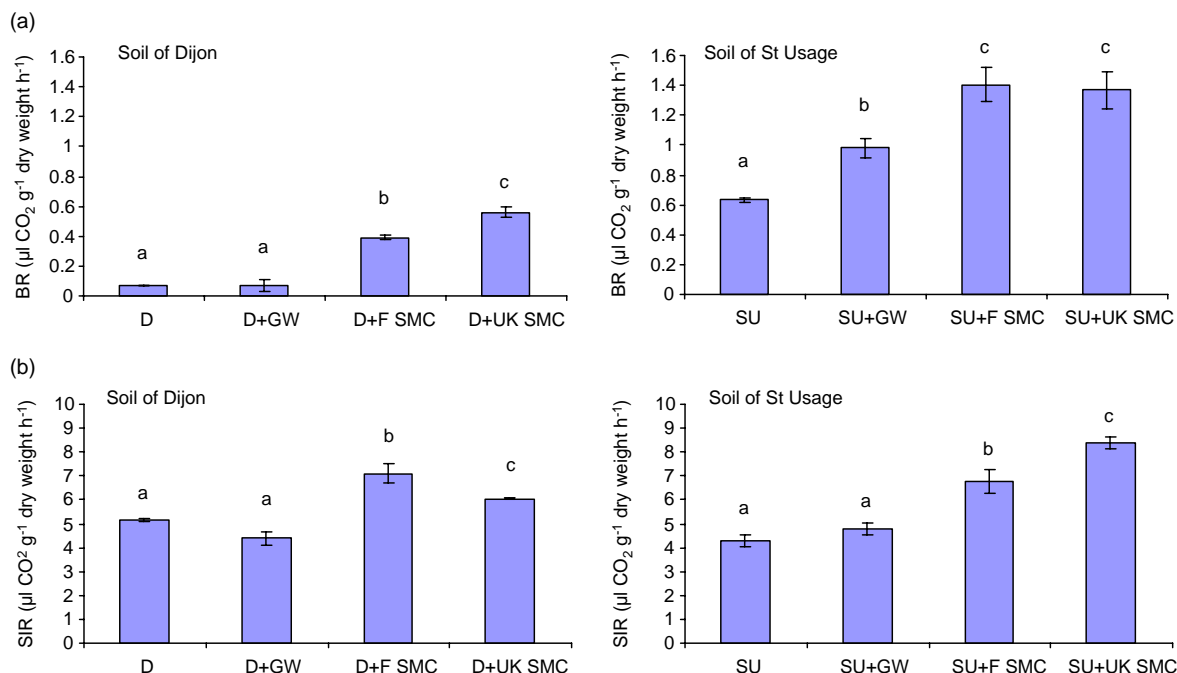 (a)
Soil of Dijon
BR (µl CO₂ g⁻¹ dry weight h⁻¹)
1.6
1.4
1.2
1
0.8
0.6
0.4
0.2
0
a
a
b
c
D
D+GW
D+F SMC
D+UK SMC
Soil of St Usage
BR (µl CO₂ g⁻¹ dry weight h⁻¹)
1.6
1.4
1.2
1
0.8
0.6
0.4
0.2
0
a
b
c
c
SU
SU+GW
SU+F SMC
SU+UK SMC
(b)
Soil of Dijon
SIR (µl CO² g⁻¹ dry weight h⁻¹)
10
9
8
7
6
5
4
3
2
1
0
a
a
b
c
D
D+GW
D+F SMC
D+UK SMC
Soil of St Usage
SIR (µl CO₂ g⁻¹ dry weight h⁻¹)
10
9
8
7
6
5
4
3
2
1
0
a
a
b
c
SU
SU+GW
SU+F SMC
SU+UK SMC